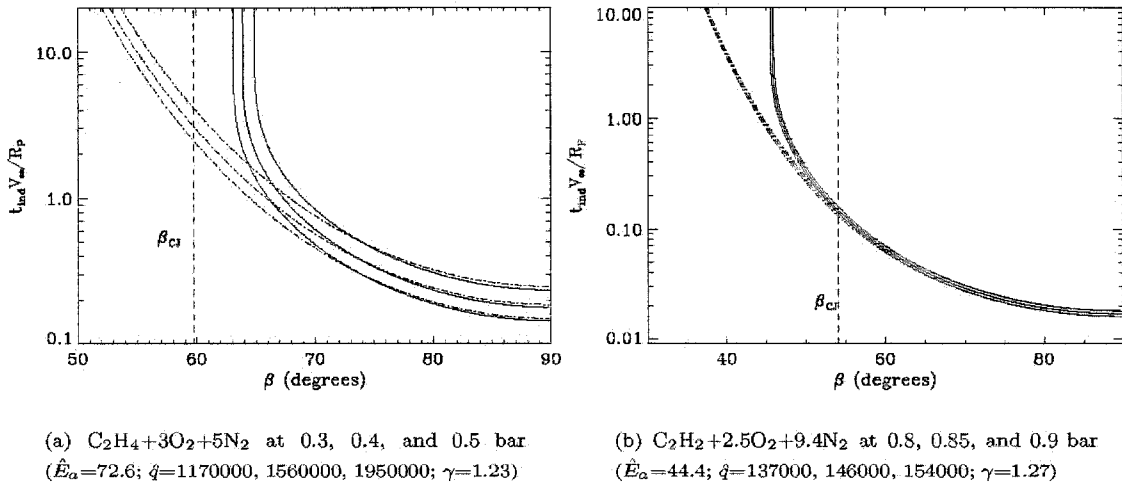 10.0
1.0
0.1
t_ind V_∞/R_P
β_CJ
50 60 70 80 90
β (degrees)
10.00
1.00
0.10
0.01
t_ind V_∞/R_P
β_CJ
40 60 80
β (degrees)
(a) C₂H₄+3O₂+5N₂ at 0.3, 0.4, and 0.5 bar
(Êₐ=72.6; q̂=1170000, 1560000, 1950000; γ=1.23)
(b) C₂H₂+2.5O₂+9.4N₂ at 0.8, 0.85, and 0.9 bar
(Êₐ=44.4; q̂=137000, 146000, 154000; γ=1.27)